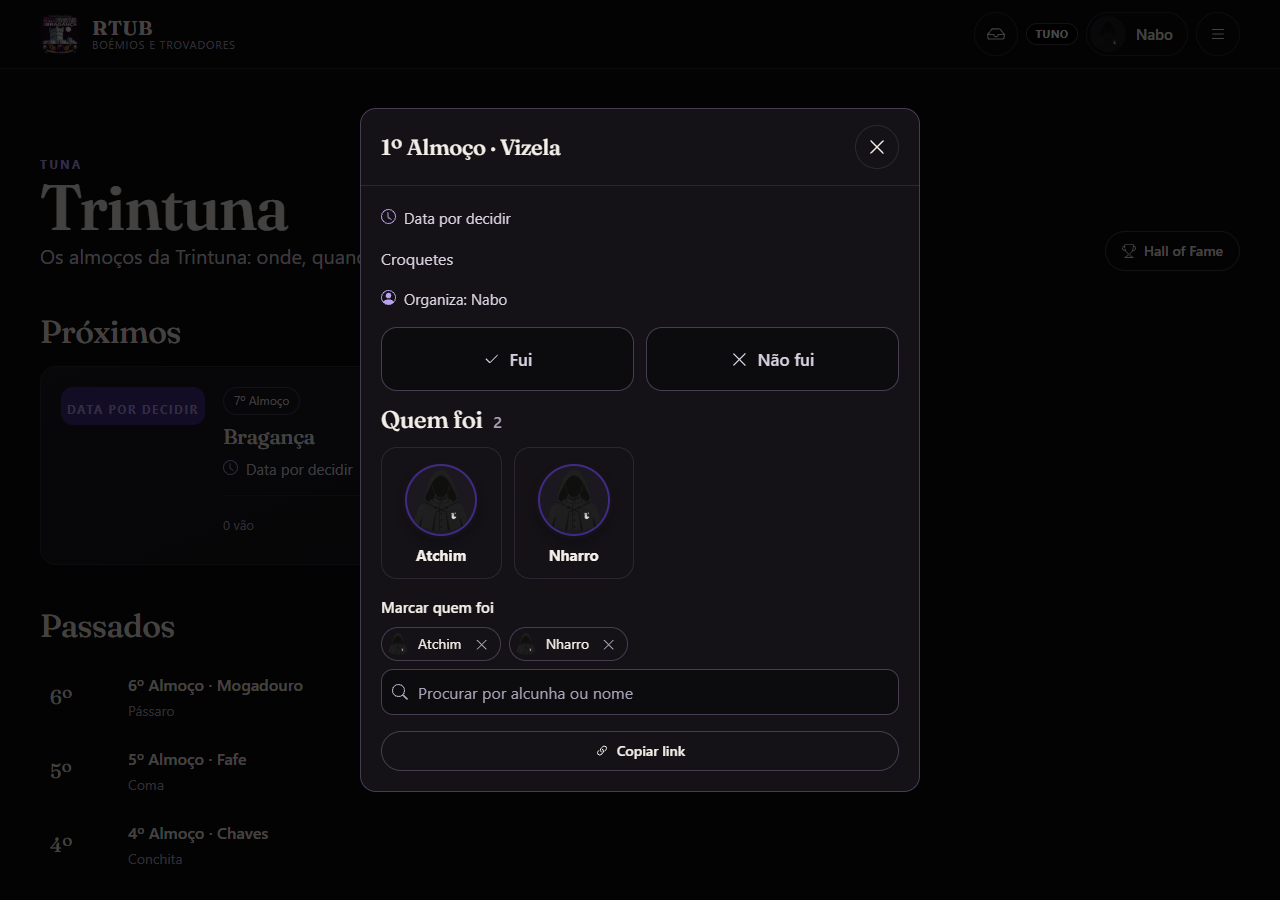 RTUB
BOÉMIOS E TROVADORES
TUNO
Nabo
TUNA
Trintuna
Os almoços da Trintuna: onde, quand
Hall of Fame
Próximos
DATA POR DECIDIR
7º Almoço
Bragança
Data por decidir
0 vão
Passados
6º
6º Almoço · Mogadouro
Pássaro
5º
5º Almoço · Fafe
Coma
4º
4º Almoço · Chaves
Conchita
1º Almoço · Vizela
Data por decidir
Croquetes
Organiza: Nabo
Fui
Não fui
Quem foi 2
Atchim
Nharro
Marcar quem foi
Atchim
Nharro
Procurar por alcunha ou nome
Copiar link